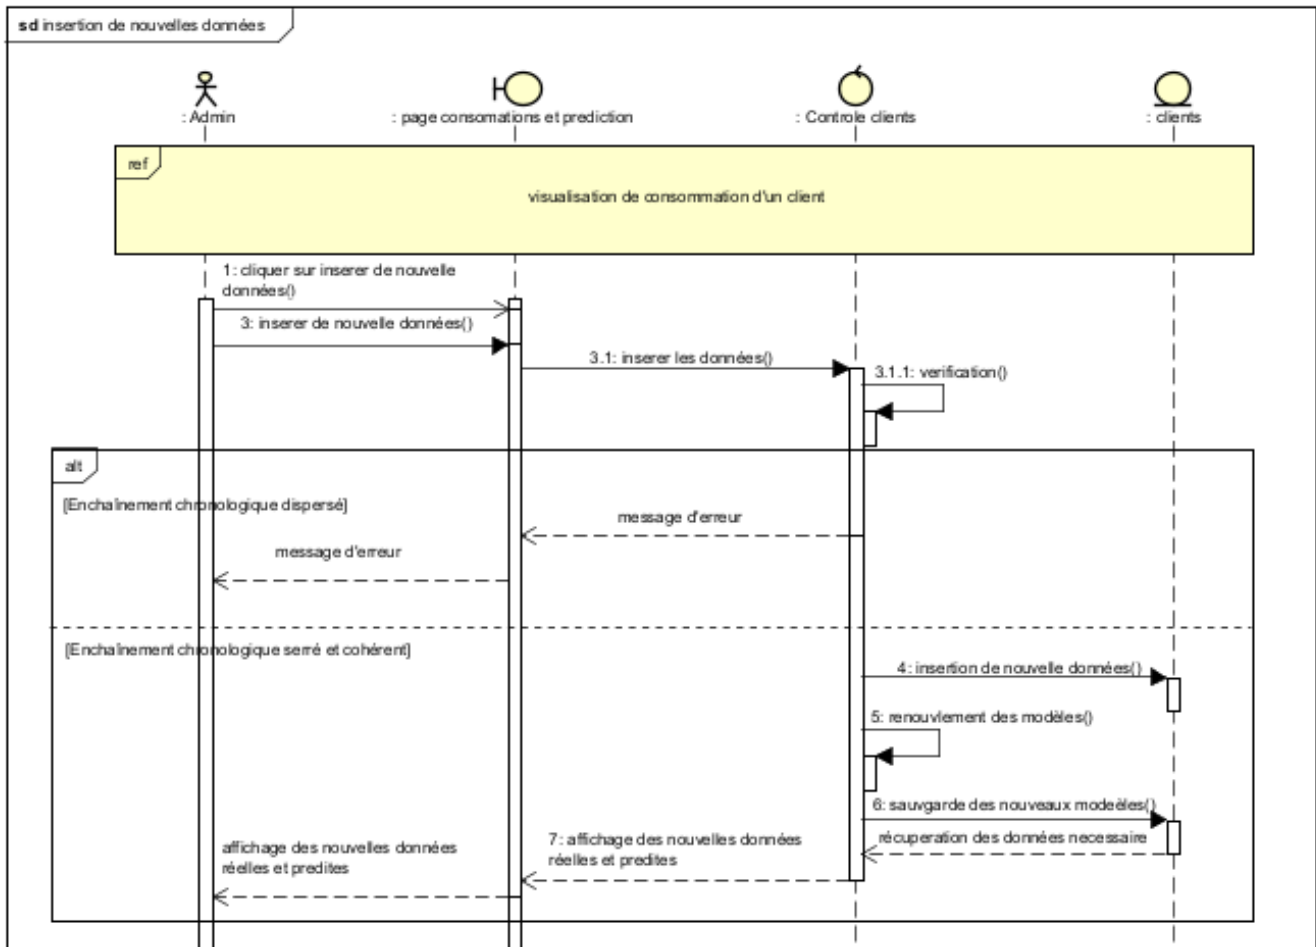 sd insertion de nouvelles données
: Admin
: page consomations et prediction
: Controle clients
: clients
ref
visualisation de consommation d'un client
1: cliquer sur inserer de nouvelle
données()
3: inserer de nouvelle données()
3.1: inserer les données()
3.1.1: verification()
alt
[Enchaînement chronologique dispersé]
message d'erreur
message d'erreur
[Enchaînement chronologique serré et cohérent]
4: insertion de nouvelle données()
5: renouvlement des modèles()
6: sauvgarde des nouveaux modeèles()
récuperation des données necessaire
7: affichage des nouvelles données
réelles et predites
affichage des nouvelles données
réelles et predites